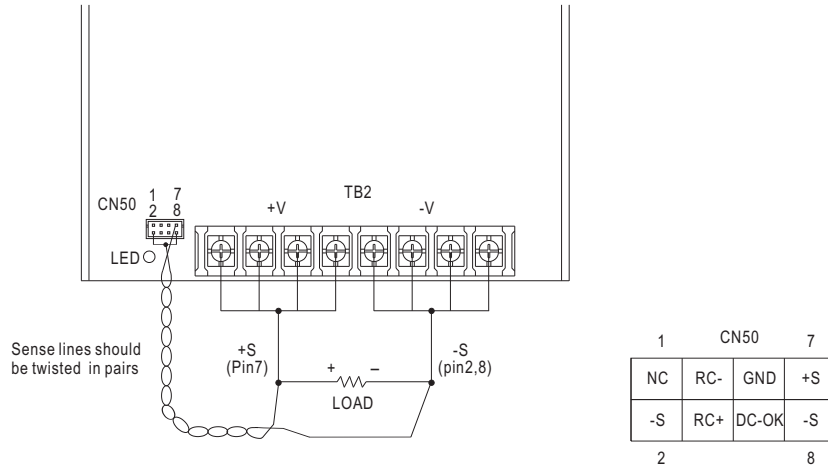 TB2
CN50
1 7
2 8
+V
-V
LED
Sense lines should
be twisted in pairs
+S
(Pin7)
+ –
LOAD
-S
(pin2,8)
1 CN50 7
NC RC- GND +S
-S RC+ DC-OK -S
2 8